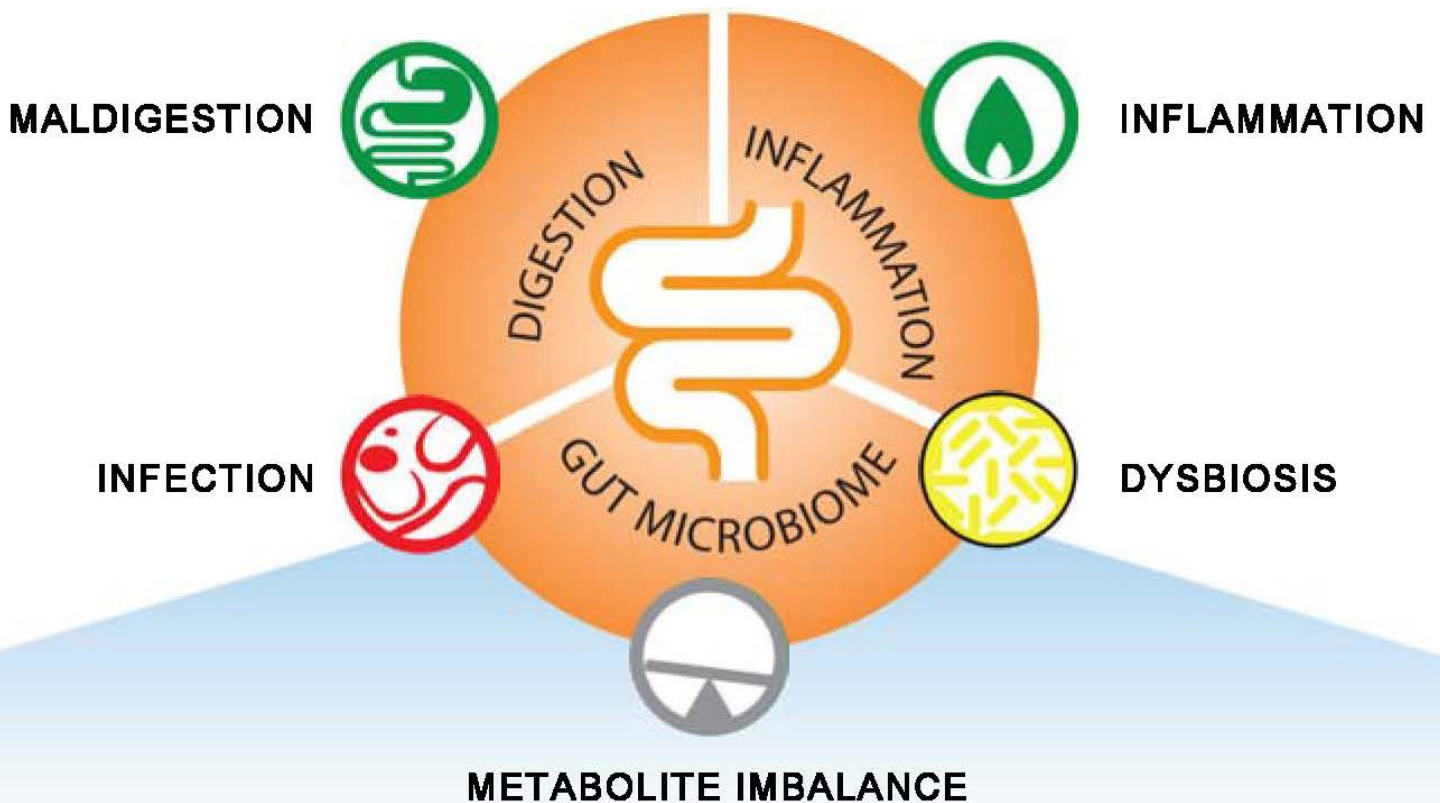 MALDIGESTION
INFLAMMATION
DIGESTION
INFLAMMATION
GUT MICROBIOME
INFECTION
DYSBIOSIS
METABOLITE IMBALANCE